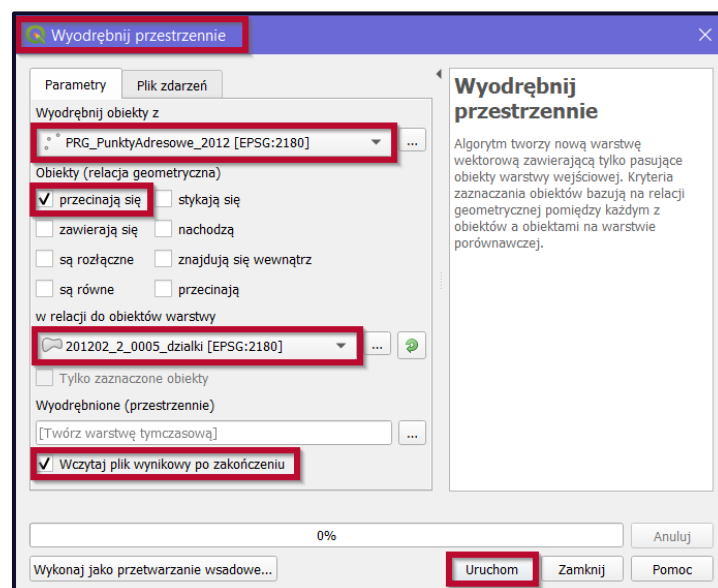 Wyodrębnij przestrzennie
Parametry
Plik zdarzeń
Wyodrębnij obiekty z
PRG_PunktyAdresowe_2012 [EPSG:2180]
...
Obiekty (relacja geometryczna)
przecinają się
stykają się
zawierają się
nachodzą
są rozłączne
znajdują się wewnątrz
są równe
przecinają
w relacji do obiektów warstwy
201202_2_0005_dzialki [EPSG:2180]
...
Tylko zaznaczone obiekty
Wyodrębnione (przestrzennie)
[Twórz warstwę tymczasową]
...
Wczytaj plik wynikowy po zakończeniu
Wyodrębnij
przestrzennie
Algorytm tworzy nową warstwę
wektorową zawierającą tylko pasujące
obiekty warstwy wejściowej. Kryteria
zaznaczania obiektów bazują na relacji
geometrycznej pomiędzy każdym z
obiektów a obiektami na warstwie
porównawczej.
0%
Anuluj
Wykonaj jako przetwarzanie wsadowe...
Uruchom
Zamknij
Pomoc